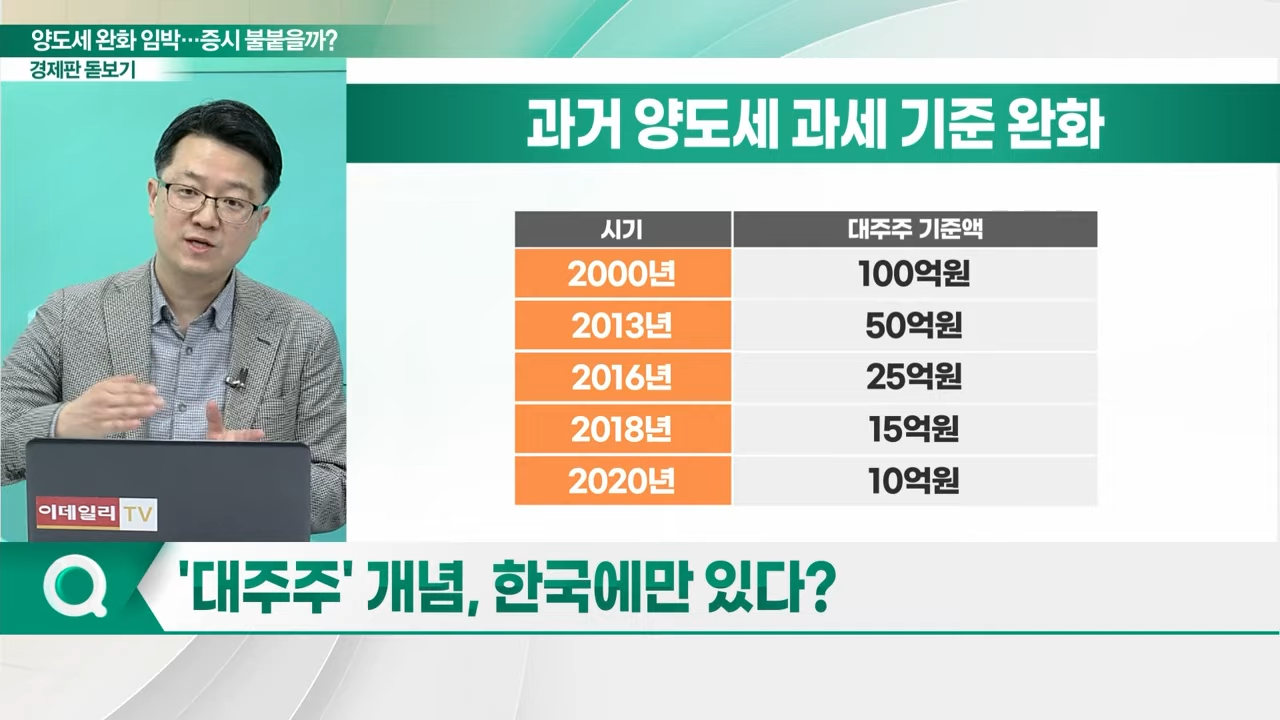 양도세 완화 임박…증시 불붙을까?
경제판 돋보기
과거 양도세 과세 기준 완화
시기 대주주 기준액
2000년 100억원
2013년 50억원
2016년 25억원
2018년 15억원
2020년 10억원
이데일리 TV
'대주주' 개념, 한국에만 있다?